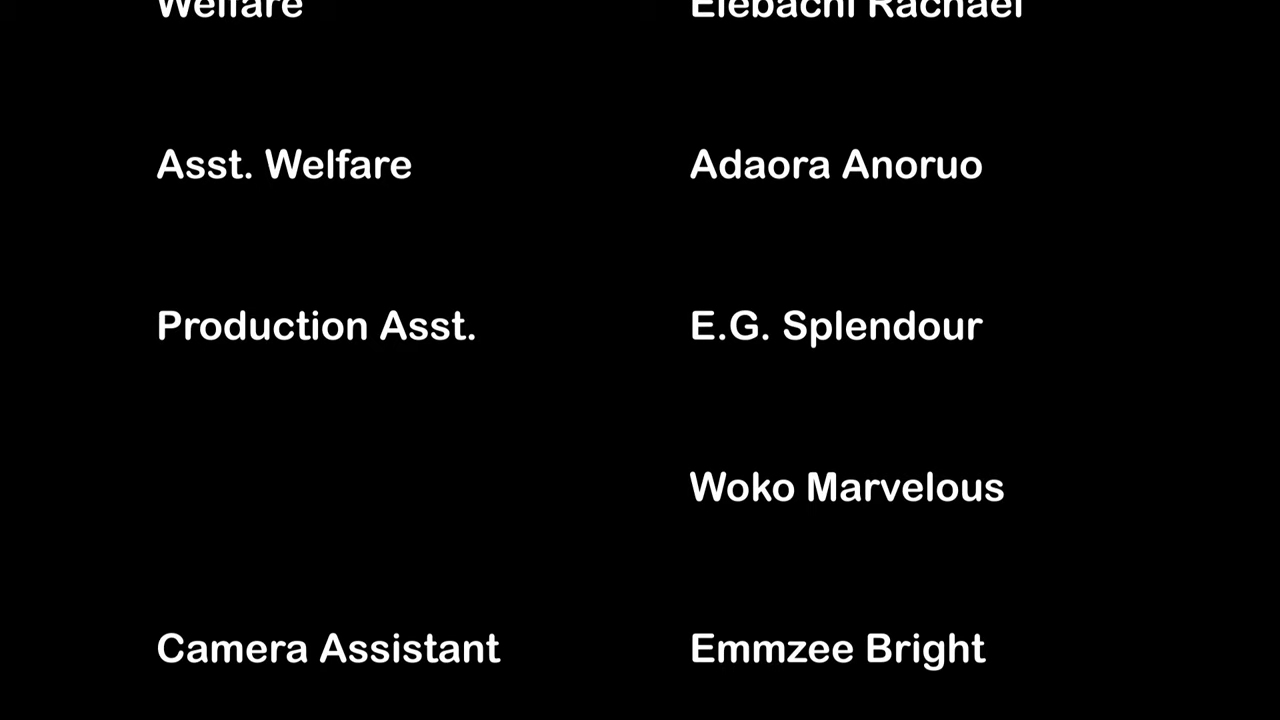 Welfare Elebachi Rachael
Asst. Welfare Adaora Anoruo
Production Asst. E.G. Splendour
Woko Marvelous
Camera Assistant Emmzee Bright